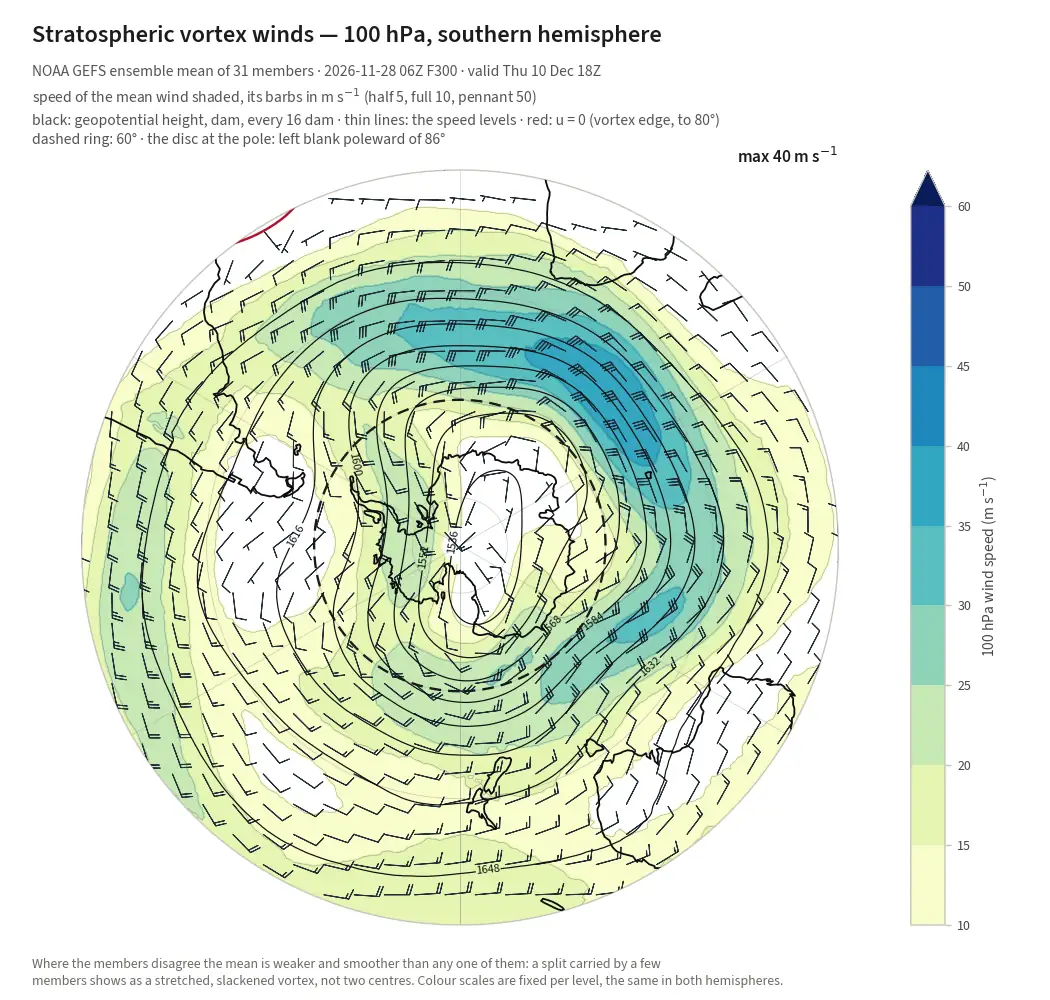 Stratospheric vortex winds — 100 hPa, southern hemisphere
NOAA GEFS ensemble mean of 31 members · 2026-11-28 06Z F300 · valid Thu 10 Dec 18Z
speed of the mean wind shaded, its barbs in m s⁻¹ (half 5, full 10, pennant 50)
black: geopotential height, dam, every 16 dam · thin lines: the speed levels · red: u = 0 (vortex edge, to 80°)
dashed ring: 60° · the disc at the pole: left blank poleward of 86°
max 40 m s⁻¹
60
50
45
40
35
30
25
20
15
10
100 hPa wind speed (m s⁻¹)
1600
1616
1536
1584
1632
1648
Where the members disagree the mean is weaker and smoother than any one of them: a split carried by a few
members shows as a stretched, slackened vortex, not two centres. Colour scales are fixed per level, the same in both hemispheres.